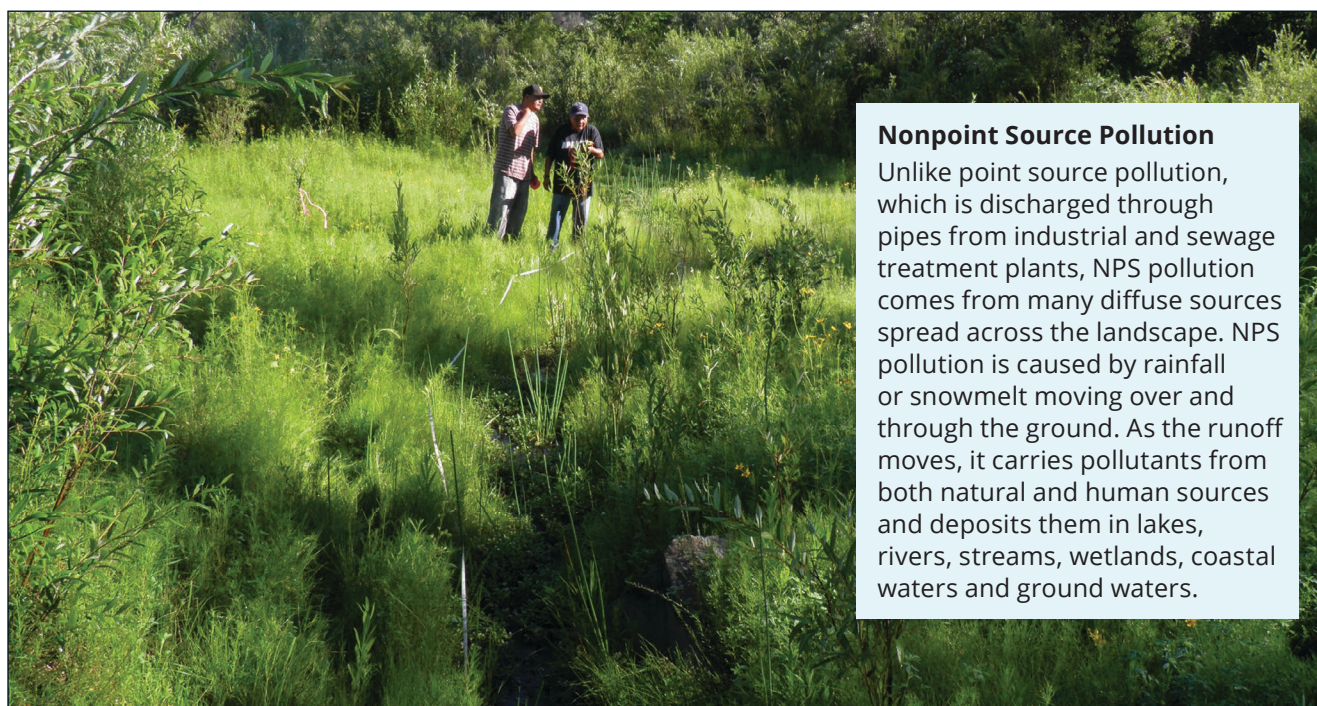 Nonpoint Source Pollution
Unlike point source pollution,
which is discharged through
pipes from industrial and sewage
treatment plants, NPS pollution
comes from many diffuse sources
spread across the landscape. NPS
pollution is caused by rainfall
or snowmelt moving over and
through the ground. As the runoff
moves, it carries pollutants from
both natural and human sources
and deposits them in lakes,
rivers, streams, wetlands, coastal
waters and ground waters.